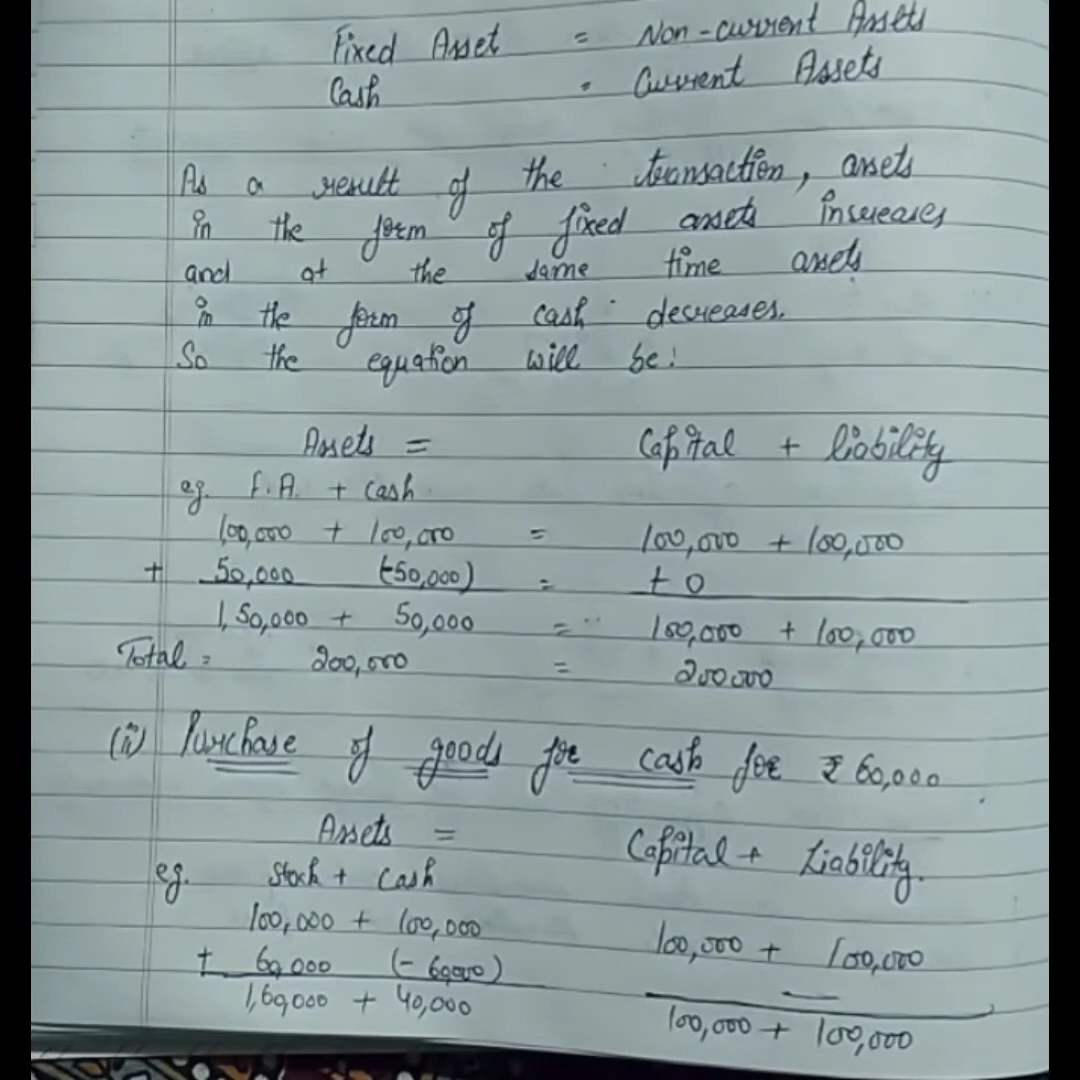 Fixed Asset = Non-current Assets
Cash = Current Assets
As a result of the transaction, assets
in the form of fixed assets increases
and at the same time assets
in the form of cash decreases.
So the equation will be:
Assets = Capital + liability
eg. F.A. + cash
1,00,000 + 100,000 = 100,000 + 100,000
+ 50,000 (-50,000) = + 0
1,50,000 + 50,000 = 100,000 + 100,000
Total = 200,000 = 200000
(ii) Purchase of goods for cash for ₹ 60,000
Assets = Capital + Liability.
eg. Stock + Cash
100,000 + 100,000 100,000 + 100,000
+ 60,000 (- 60,000) —
1,60,000 + 40,000 100,000 + 100,000